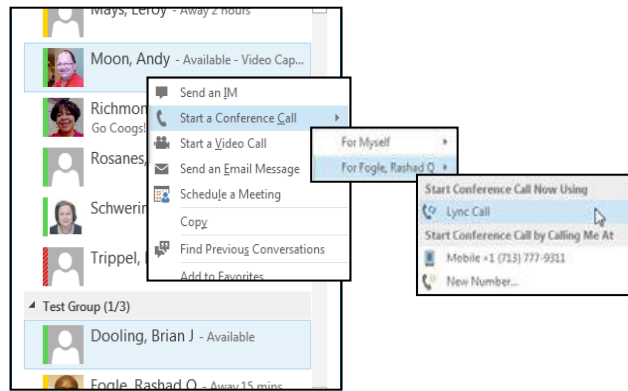 Mays, Leroy - Away 2 hours
Moon, Andy - Available - Video Cap...
Richmon
Go Coogs!
Rosanes,
Schwerin
Trippel,
Send an IM
Start a Conference Call
Start a Video Call
Send an Email Message
Schedule a Meeting
Copy
Find Previous Conversations
Add to Favorites
For Myself
For Fogle, Rashad O
Start Conference Call Now Using
Lync Call
Start Conference Call by Calling Me At
Mobile +1 (713) 777-9311
New Number...
Test Group (1/3)
Dooling, Brian J - Available
Fogle, Rashad O - Away 15 mins